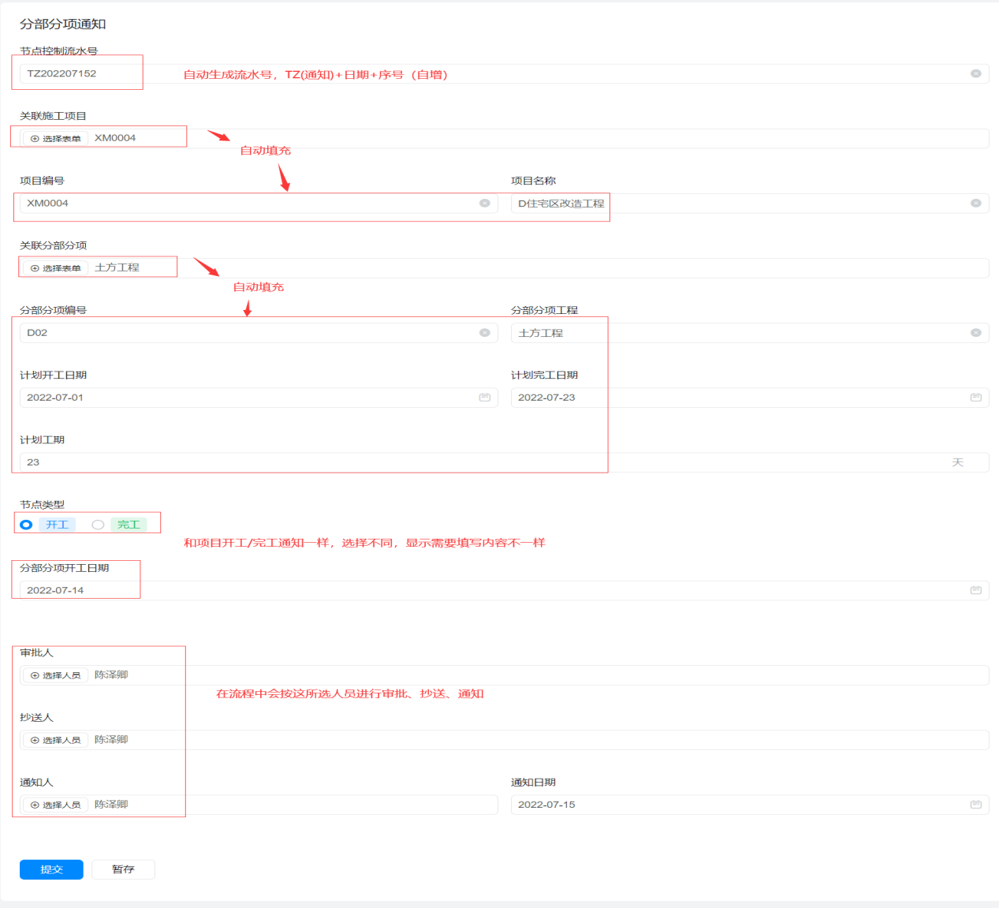 分部分项通知
节点控制流水号
TZ202207152
自动生成流水号，TZ(通知)+日期+序号（自增）
关联施工项目
选择表单 XM0004
自动填充
项目编号 项目名称
XM0004 D住宅区改造工程
关联分部分项
选择表单 土方工程
自动填充
分部分项编号 分部分项工程
D02 土方工程
计划开工日期 计划完工日期
2022-07-01 2022-07-23
计划工期
23 天
节点类型
开工 完工
和项目开工/完工通知一样，选择不同，显示需要填写内容不一样
分部分项开工日期
2022-07-14
审批人
选择人员 陈泽卿
在流程中会按这所选人员进行审批、抄送、通知
抄送人
选择人员 陈泽卿
通知人 通知日期
选择人员 陈泽卿 2022-07-15
提交 暂存